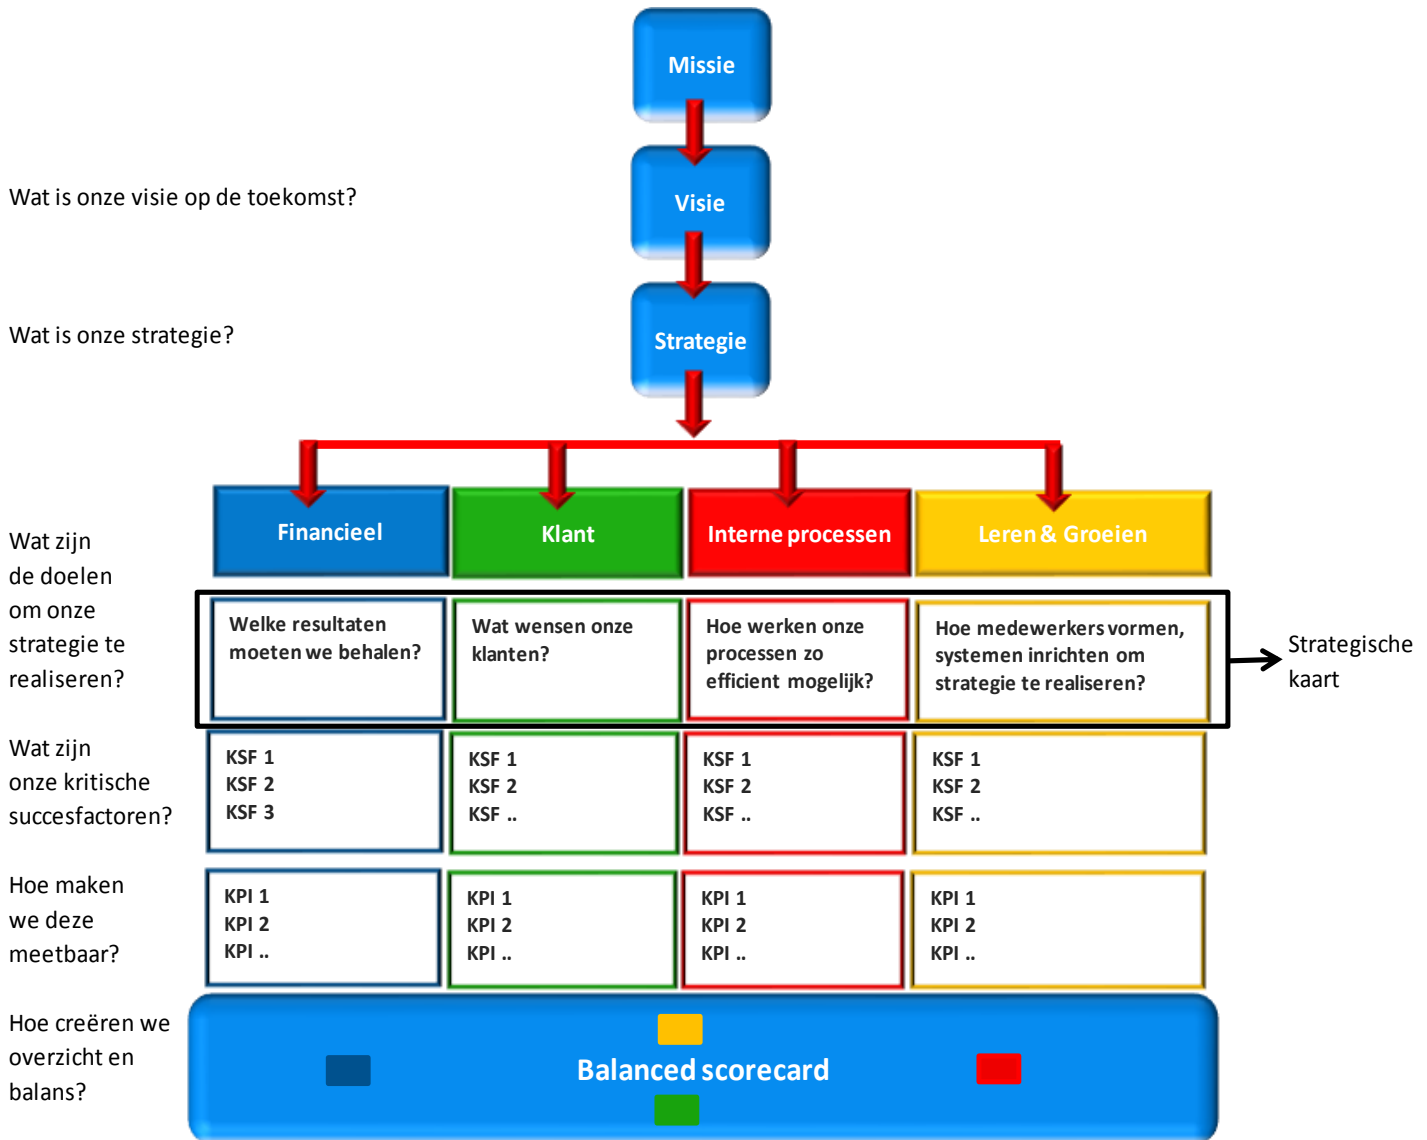 Missie
Wat is onze visie op de toekomst?
Visie
Wat is onze strategie?
Strategie
Financieel
Klant
Interne processen
Leren & Groeien
Wat zijn
de doelen
om onze
strategie te
realiseren?
Welke resultaten
moeten we behalen?
Wat wensen onze
klanten?
Hoe werken onze
processen zo
efficient mogelijk?
Hoe medewerkers vormen,
systemen inrichten om
strategie te realiseren?
Strategische
kaart
Wat zijn
onze kritische
succesfactoren?
KSF 1
KSF 2
KSF 3
KSF 1
KSF 2
KSF ..
KSF 1
KSF 2
KSF ..
KSF 1
KSF 2
KSF ..
Hoe maken
we deze
meetbaar?
KPI 1
KPI 2
KPI ..
KPI 1
KPI 2
KPI ..
KPI 1
KPI 2
KPI ..
KPI 1
KPI 2
KPI ..
Hoe creëren we
overzicht en
balans?
Balanced scorecard